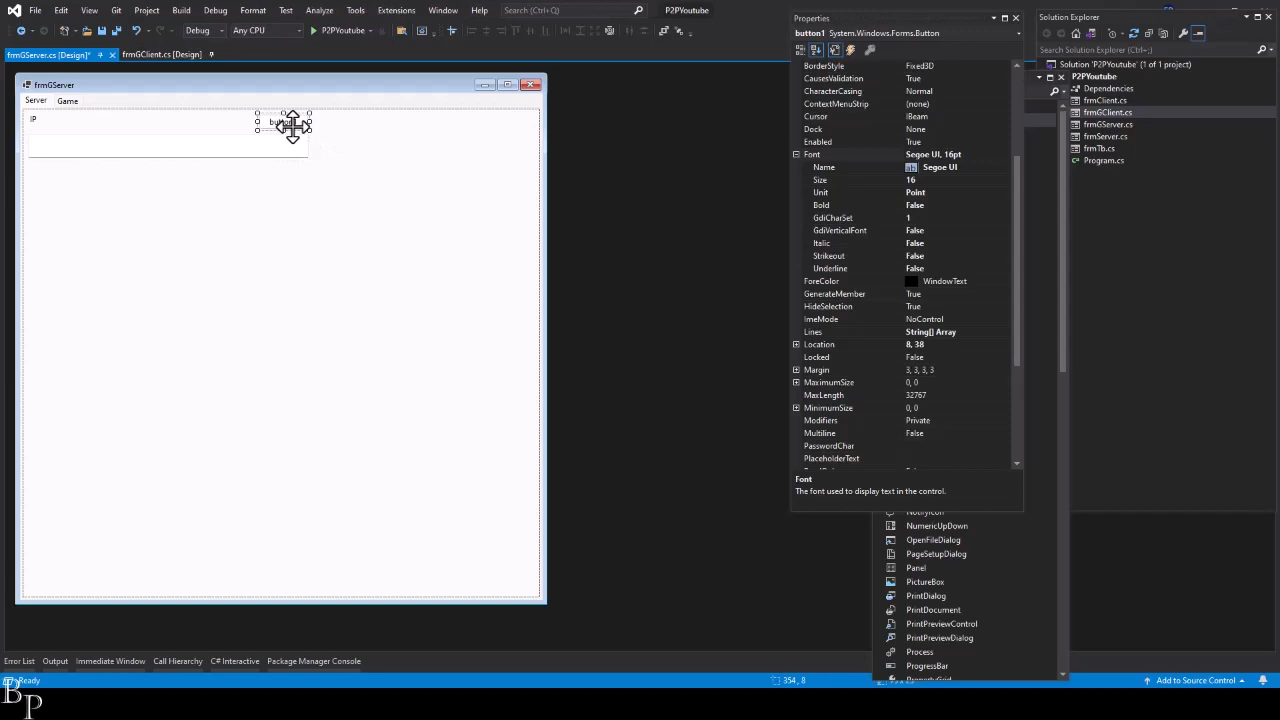 File Edit View Git Project Build Debug Design Format Test Analyze Tools Extensions Window Help Search (Ctrl+Q) P2PYoutube
Debug Any CPU P2PYoutube
frmGServer.cs [Design]* frmGClient.cs [Design]
frmGServer
Server Game
IP
Properties
button1 System.Windows.Forms.Button
BorderStyle Fixed3D
CausesValidation True
CharacterCasing Normal
ContextMenuStrip (none)
Cursor IBeam
Dock None
Enabled True
Font Segoe UI, 16pt
Name ab Segoe UI
Size 16
Unit Point
Bold False
GdiCharSet 1
GdiVerticalFont False
Italic False
Strikeout False
Underline False
ForeColor WindowText
GenerateMember True
HideSelection True
ImeMode NoControl
Lines String[] Array
Location 8, 38
Locked False
Margin 3, 3, 3, 3
MaximumSize 0, 0
MaxLength 32767
MinimumSize 0, 0
Modifiers Private
Multiline False
PasswordChar
PlaceholderText
Font
The font used to display text in the control.
NotifyIcon
NumericUpDown
OpenFileDialog
PageSetupDialog
Panel
PictureBox
PrintDialog
PrintDocument
PrintPreviewControl
PrintPreviewDialog
Process
ProgressBar
PropertyGrid
Solution Explorer
Search Solution Explorer (Ctrl+;)
Solution 'P2PYoutube' (1 of 1 project)
P2PYoutube
Dependencies
frmClient.cs
frmGClient.cs
frmGServer.cs
frmServer.cs
frmTb.cs
Program.cs
Error List Output Immediate Window Call Hierarchy C# Interactive Package Manager Console
Ready 354 , 8 Add to Source Control
B
P